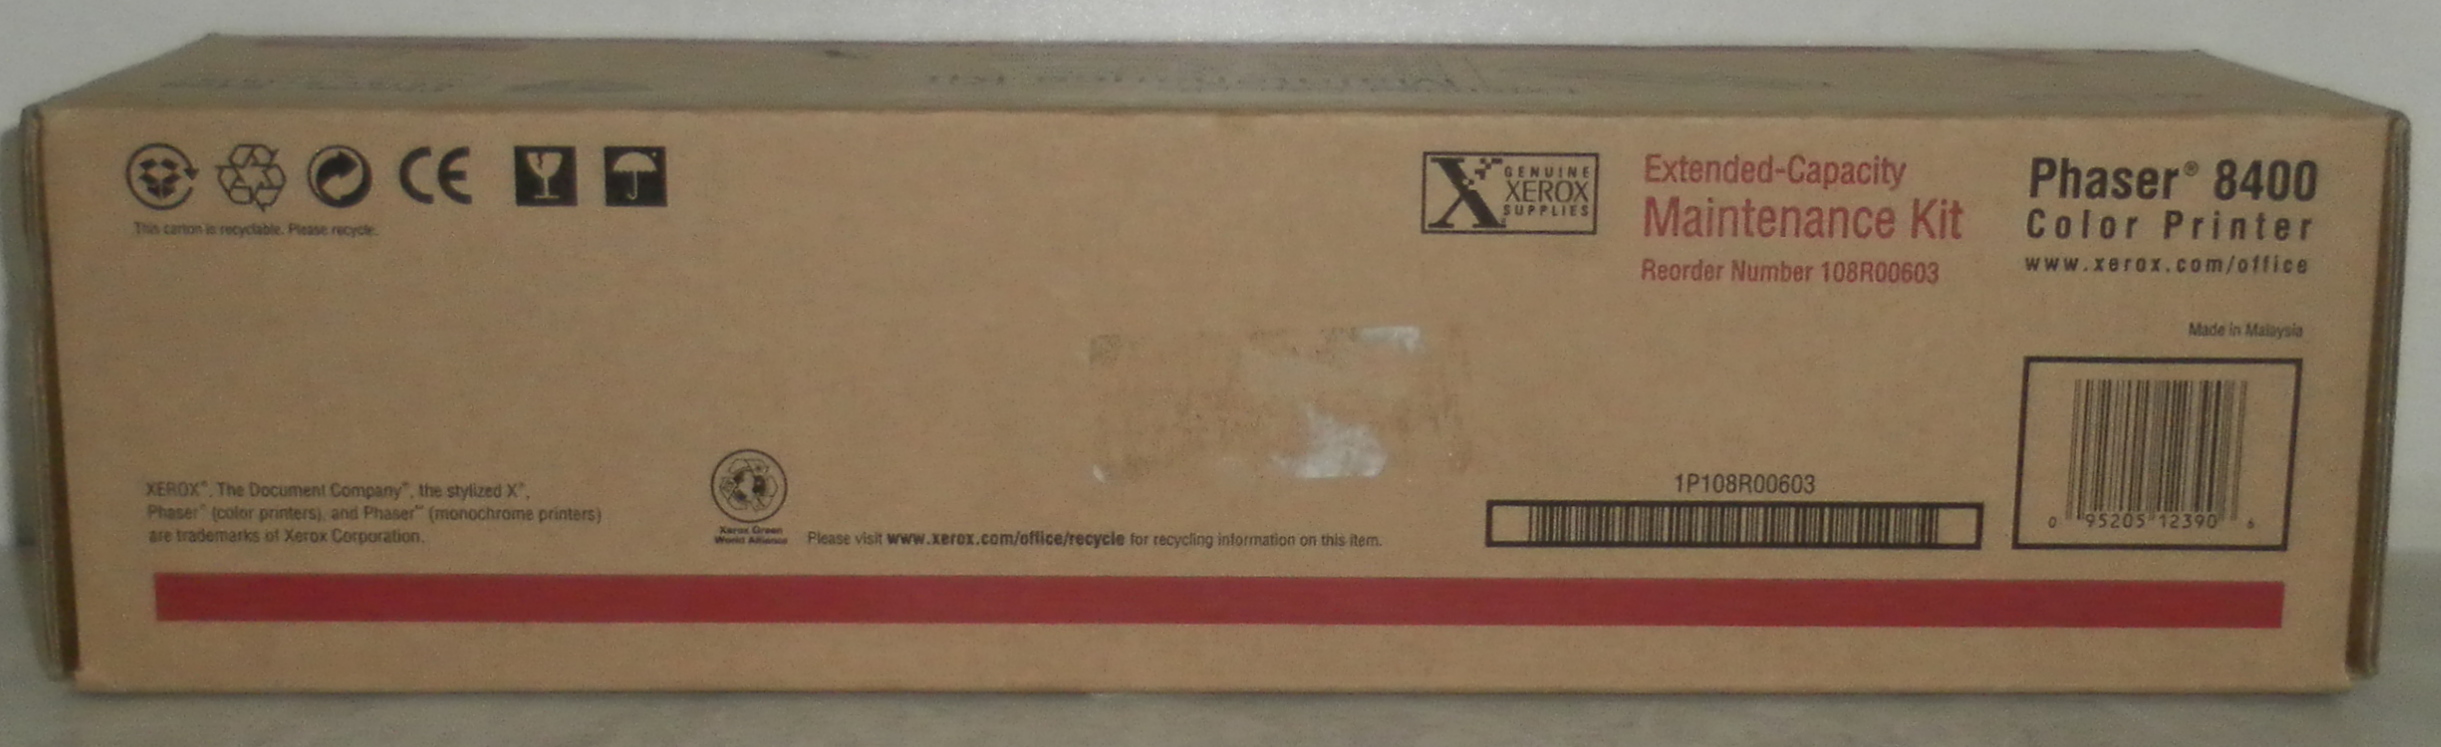 This carton is recyclable. Please recycle.
GENUINE
XEROX
SUPPLIES
Extended-Capacity
Maintenance Kit
Reorder Number 108R00603
Phaser® 8400
Color Printer
www.xerox.com/office
Made in Malaysia
XEROX®, The Document Company®, the stylized X®,
Phaser® (color printers), and Phaser™ (monochrome printers)
are trademarks of Xerox Corporation.
Xerox Green
World Alliance
Please visit www.xerox.com/office/recycle for recycling information on this item.
1P108R00603
0 95205 12390 6